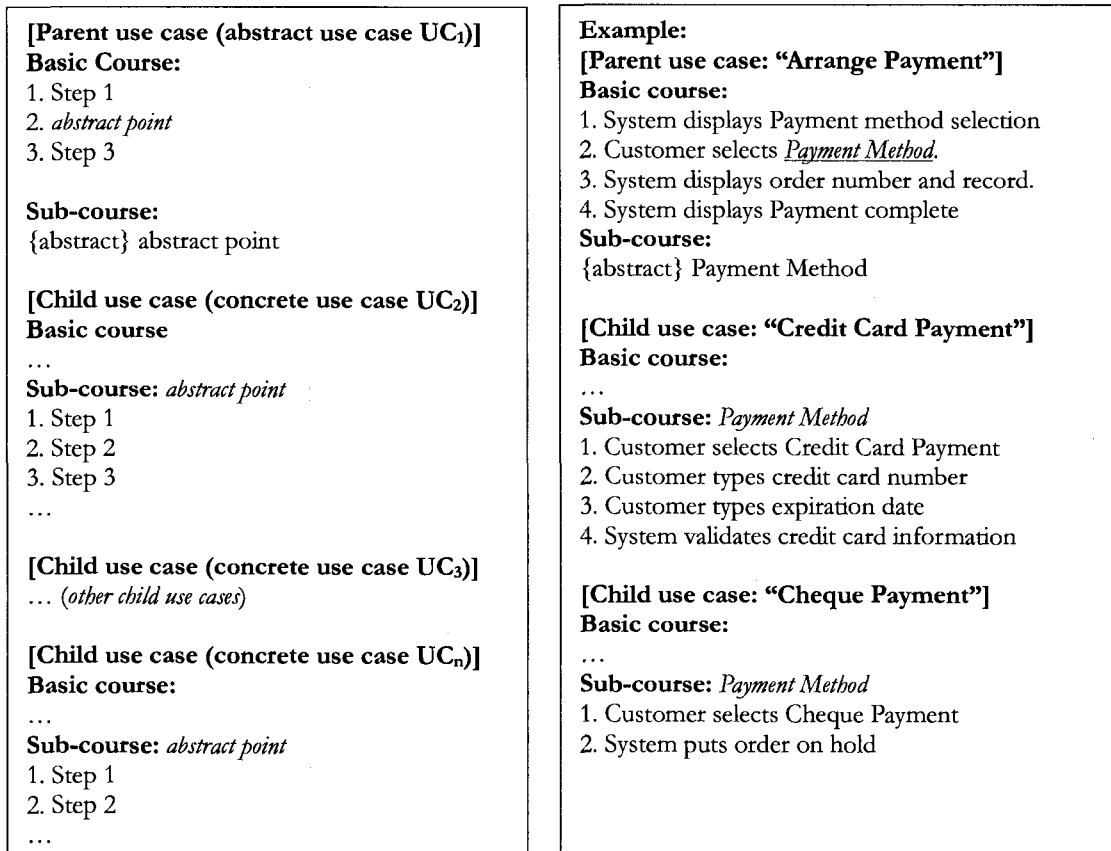 [Parent use case (abstract use case UC₁)]
Basic Course:
1. Step 1
2. abstract point
3. Step 3
Sub-course:
{abstract} abstract point
[Child use case (concrete use case UC₂)]
Basic course
…
Sub-course: abstract point
1. Step 1
2. Step 2
3. Step 3
…
[Child use case (concrete use case UC₃)]
… (other child use cases)
[Child use case (concrete use case UCₙ)]
Basic course:
…
Sub-course: abstract point
1. Step 1
2. Step 2
…
Example:
[Parent use case: “Arrange Payment”]
Basic course:
1. System displays Payment method selection
2. Customer selects Payment Method.
3. System displays order number and record.
4. System displays Payment complete
Sub-course:
{abstract} Payment Method
[Child use case: “Credit Card Payment”]
Basic course:
…
Sub-course: Payment Method
1. Customer selects Credit Card Payment
2. Customer types credit card number
3. Customer types expiration date
4. System validates credit card information
[Child use case: “Cheque Payment”]
Basic course:
…
Sub-course: Payment Method
1. Customer selects Cheque Payment
2. System puts order on hold